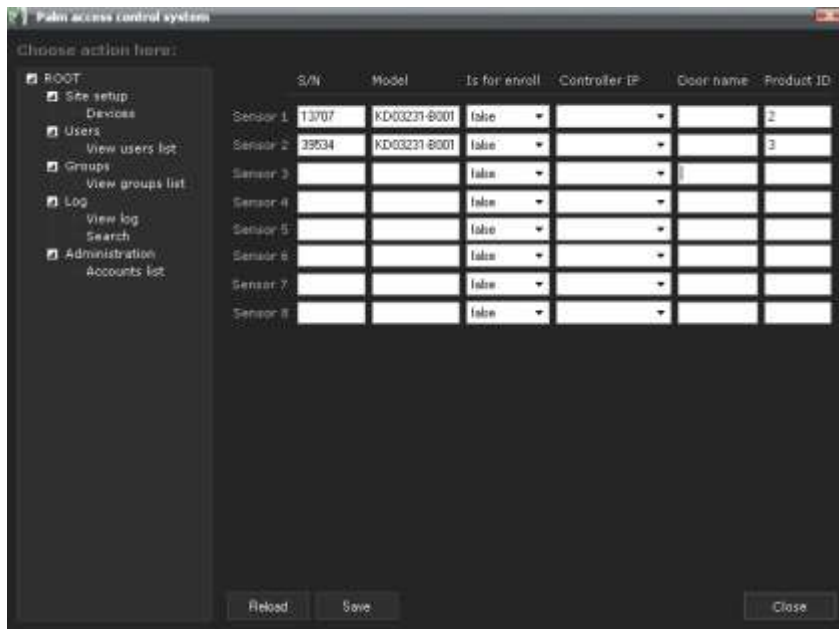 Palm access control system
Choose action here:
ROOT
Site setup
Devices
Users
View users list
Groups
View groups list
Log
View log
Search
Administration
Accounts list
S/N Model Is for enroll Controller IP Door name Product ID
Sensor 1 13707 KD03231-B001 false 2
Sensor 2 39534 KD03231-B001 false 3
Sensor 3 false
Sensor 4 false
Sensor 5 false
Sensor 6 false
Sensor 7 false
Sensor 8 false
Reload Save Close